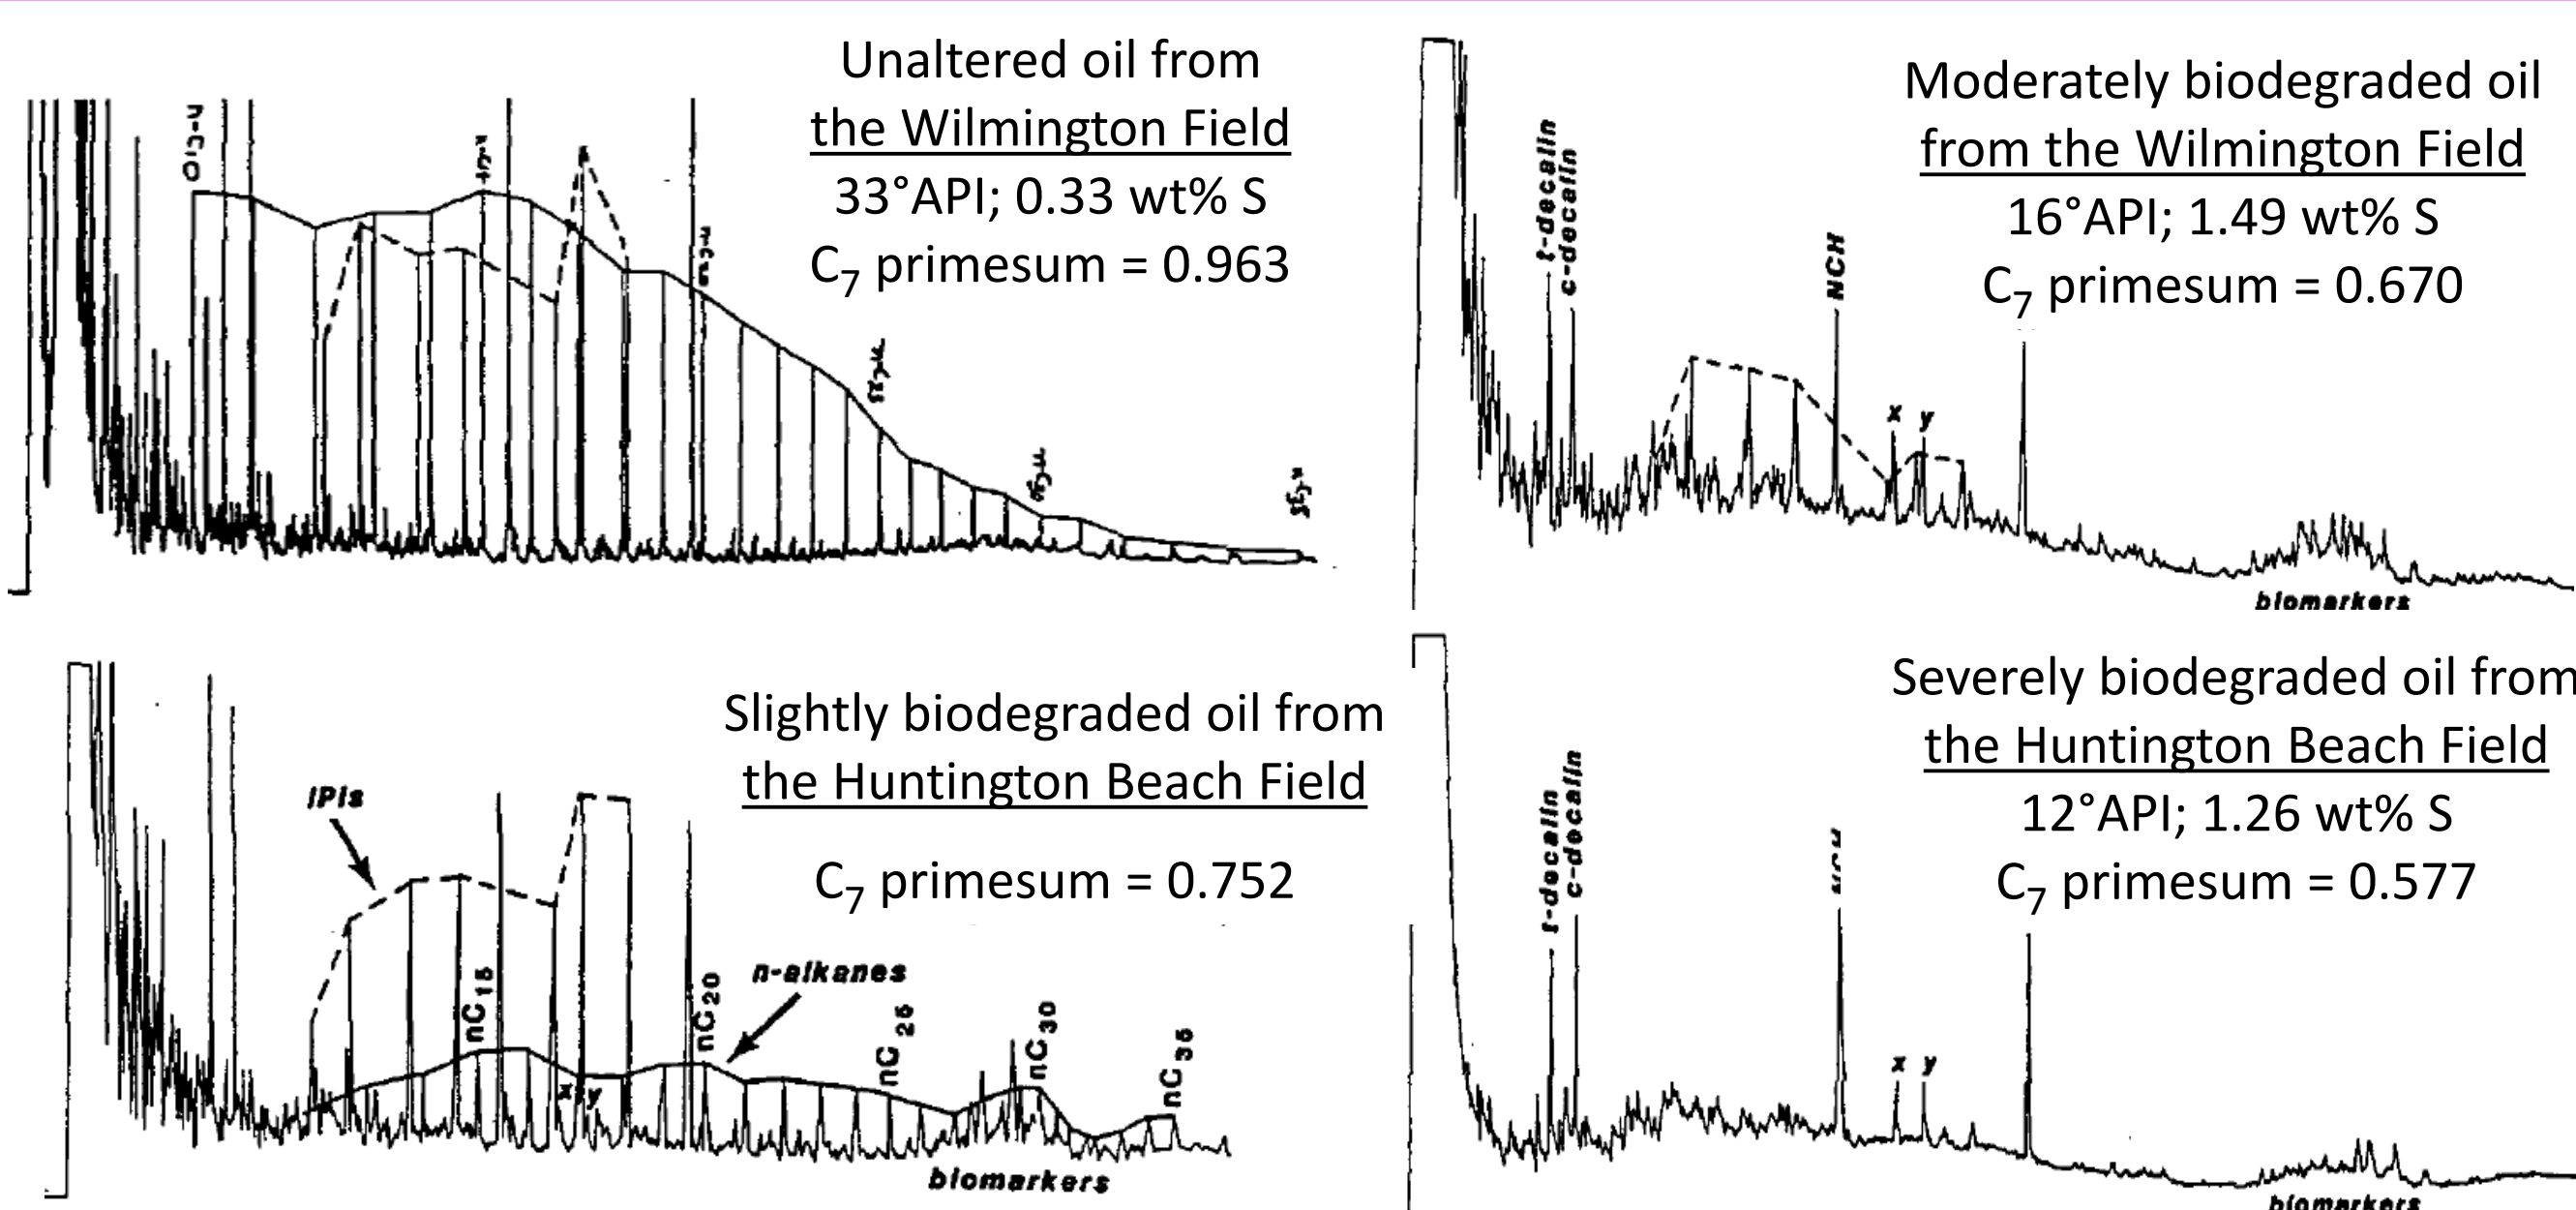 Unaltered oil from
the Wilmington Field
33°API; 0.33 wt% S
C₇ primesum = 0.963
n-C₁₀
Moderately biodegraded oil
from the Wilmington Field
16°API; 1.49 wt% S
C₇ primesum = 0.670
t-decalin
c-decalin
NCH
x
y
biomarkers
Slightly biodegraded oil from
the Huntington Beach Field
C₇ primesum = 0.752
IPIs
n-alkanes
nC₁₅
nC₂₀
nC₂₅
nC₃₀
nC₃₅
x
y
biomarkers
Severely biodegraded oil from
the Huntington Beach Field
12°API; 1.26 wt% S
C₇ primesum = 0.577
t-decalin
c-decalin
x
y
biomarkers